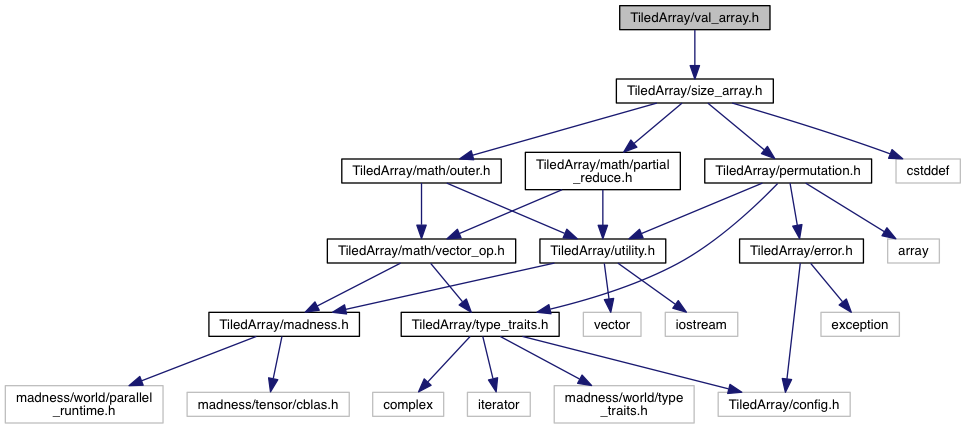 TiledArray/val_array.h
TiledArray/size_array.h
TiledArray/math/outer.h
TiledArray/math/partial
_reduce.h
TiledArray/permutation.h
cstddef
TiledArray/math/vector_op.h
TiledArray/utility.h
TiledArray/error.h
array
TiledArray/madness.h
TiledArray/type_traits.h
vector
iostream
exception
madness/world/parallel
_runtime.h
madness/tensor/cblas.h
complex
iterator
madness/world/type
_traits.h
TiledArray/config.h